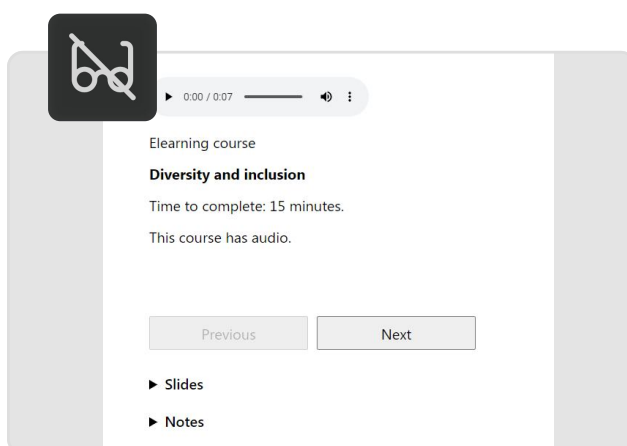 0:00 / 0:07
Elearning course
Diversity and inclusion
Time to complete: 15 minutes.
This course has audio.
Previous
Next
Slides
Notes